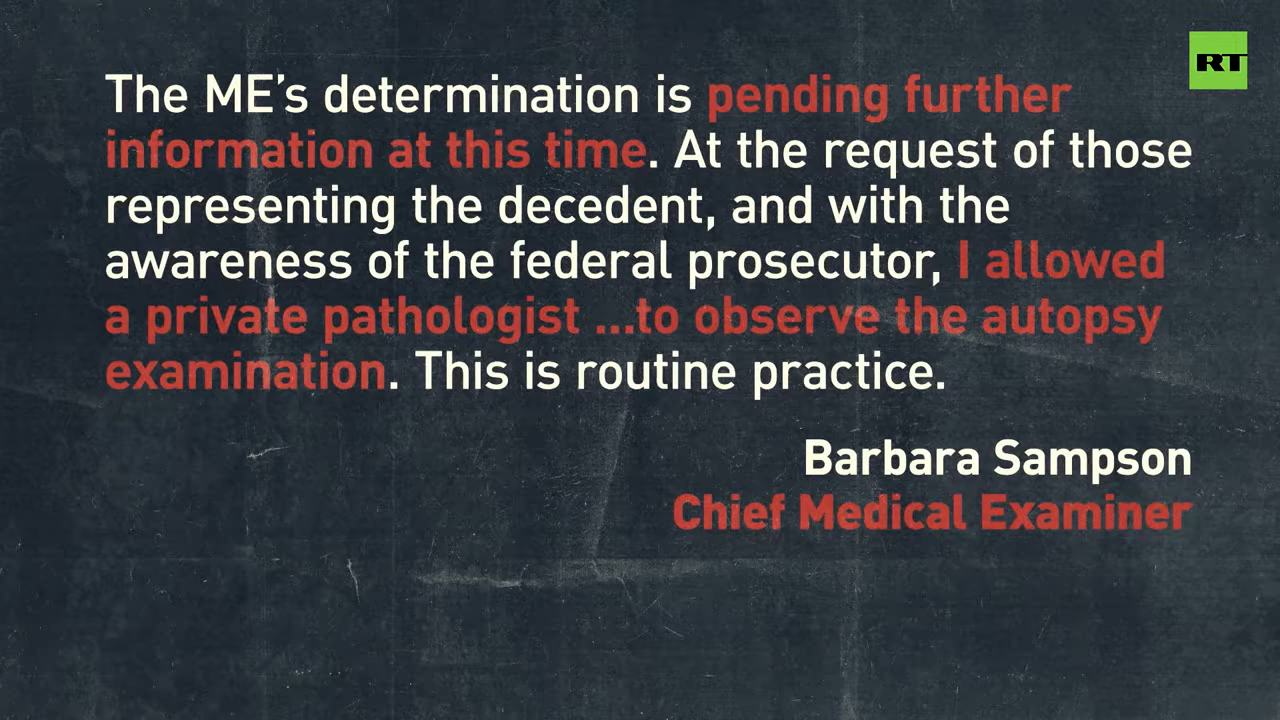 RT
The ME’s determination is pending further
information at this time. At the request of those
representing the decedent, and with the
awareness of the federal prosecutor, I allowed
a private pathologist ...to observe the autopsy
examination. This is routine practice.
Barbara Sampson
Chief Medical Examiner